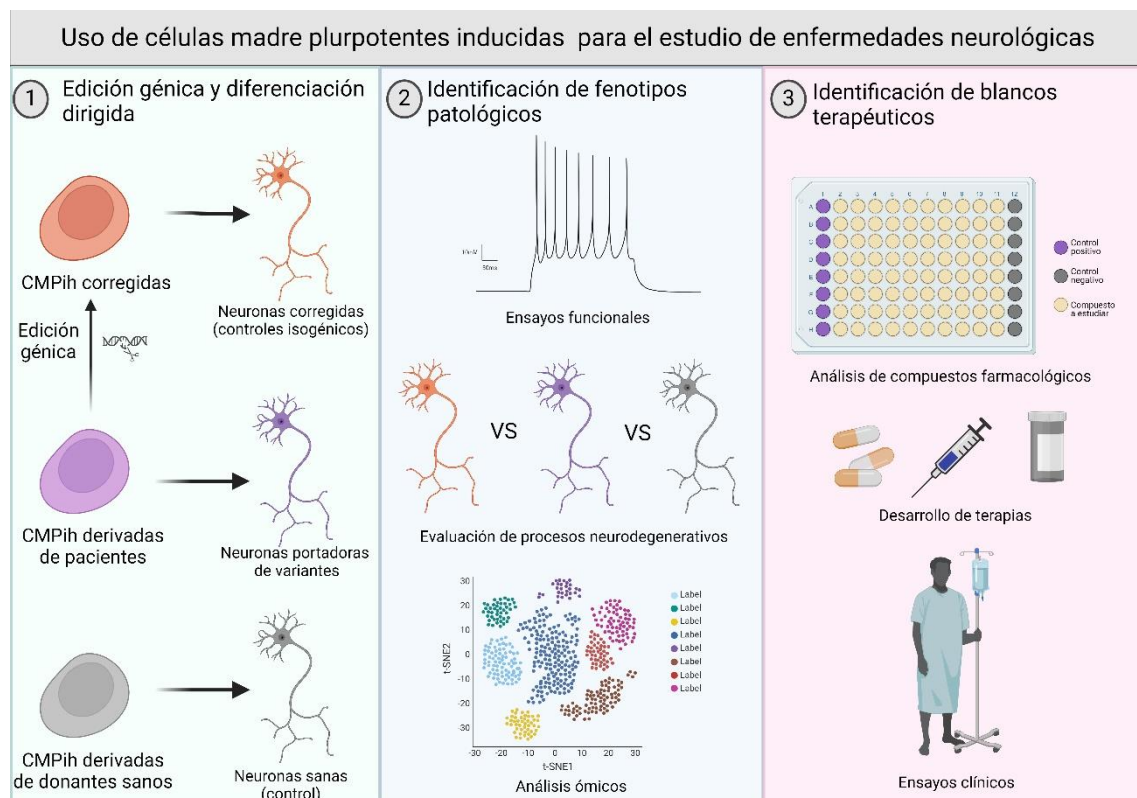 Uso de células madre plurpotentes inducidas para el estudio de enfermedades neurológicas
1
Edición génica y diferenciación
dirigida
CMPih corregidas
Neuronas corregidas
(controles isogénicos)
Edición
génica
CMPih derivadas
de pacientes
Neuronas portadoras
de variantes
CMPih derivadas
de donantes sanos
Neuronas sanas
(control)
2
Identificación de fenotipos
patológicos
50ms
Ensayos funcionales
VS
VS
Evaluación de procesos neurodegenerativos
t-SNE2
30
20
10
0
-10
-20
-30
-30
-20
-10
0
10
20
30
t-SNE1
Label
Label
Label
Label
Label
Label
Label
Label
Análisis ómicos
3
Identificación de blancos
terapéuticos
1 2 3 4 5 6 7 8 9 10 11 12
A
B
C
D
E
F
G
H
Control
positivo
Control
negativo
Compuesto
a estudiar
Análisis de compuestos farmacológicos
Desarrollo de terapias
Ensayos clínicos